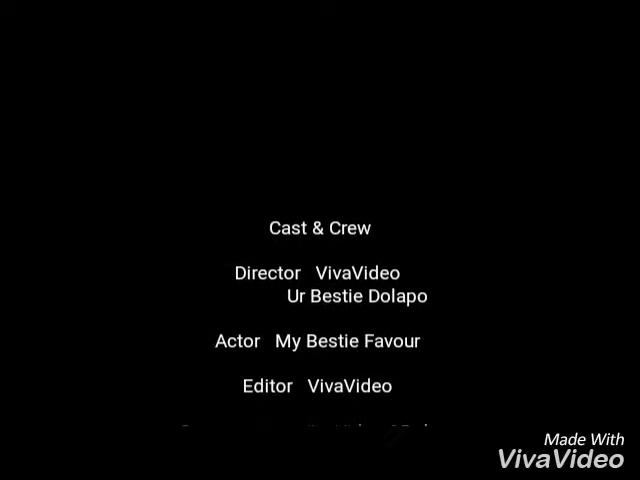 Cast & Crew
Director VivaVideo
Ur Bestie Dolapo
Actor My Bestie Favour
Editor VivaVideo
Made With
VivaVideo